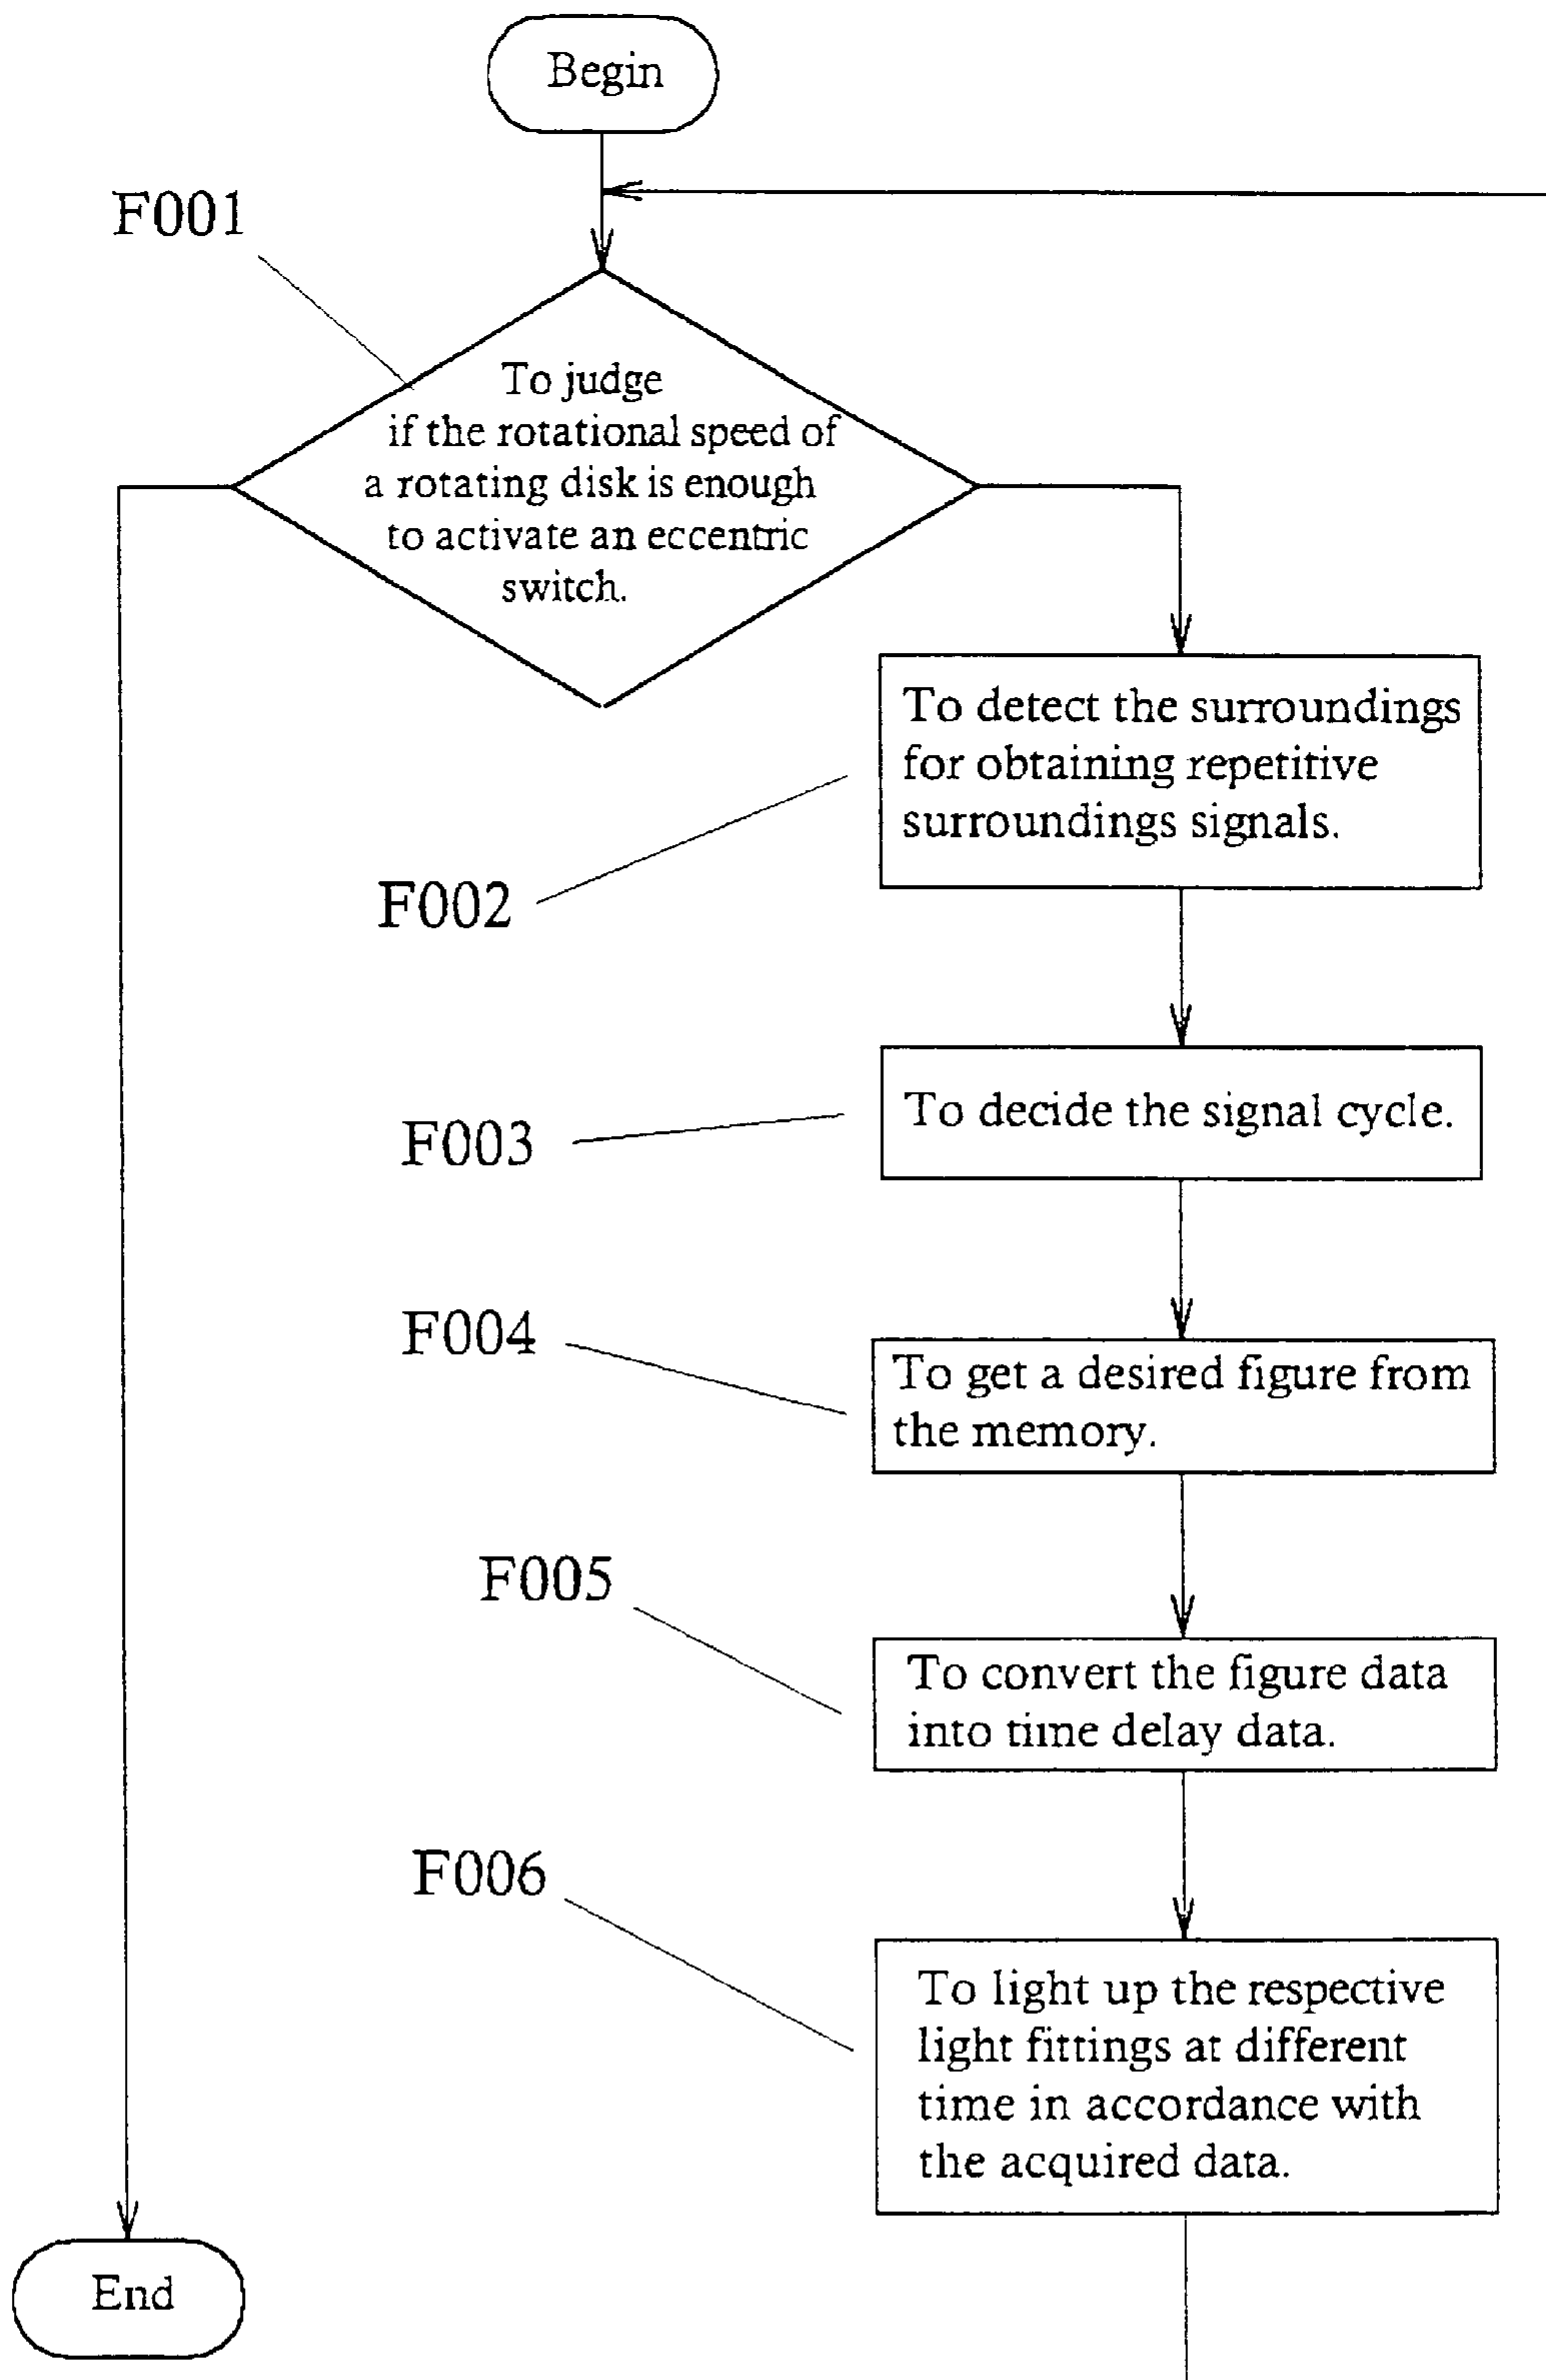 Begin
F001
To judge
if the rotational speed of
a rotating disk is enough
to activate an eccentric
switch.
To detect the surroundings
for obtaining repetitive
surroundings signals.
F002
To decide the signal cycle.
F003
F004
To get a desired figure from
the memory.
F005
To convert the figure data
into time delay data.
F006
To light up the respective
light fittings at different
time in accordance with
the acquired data.
End